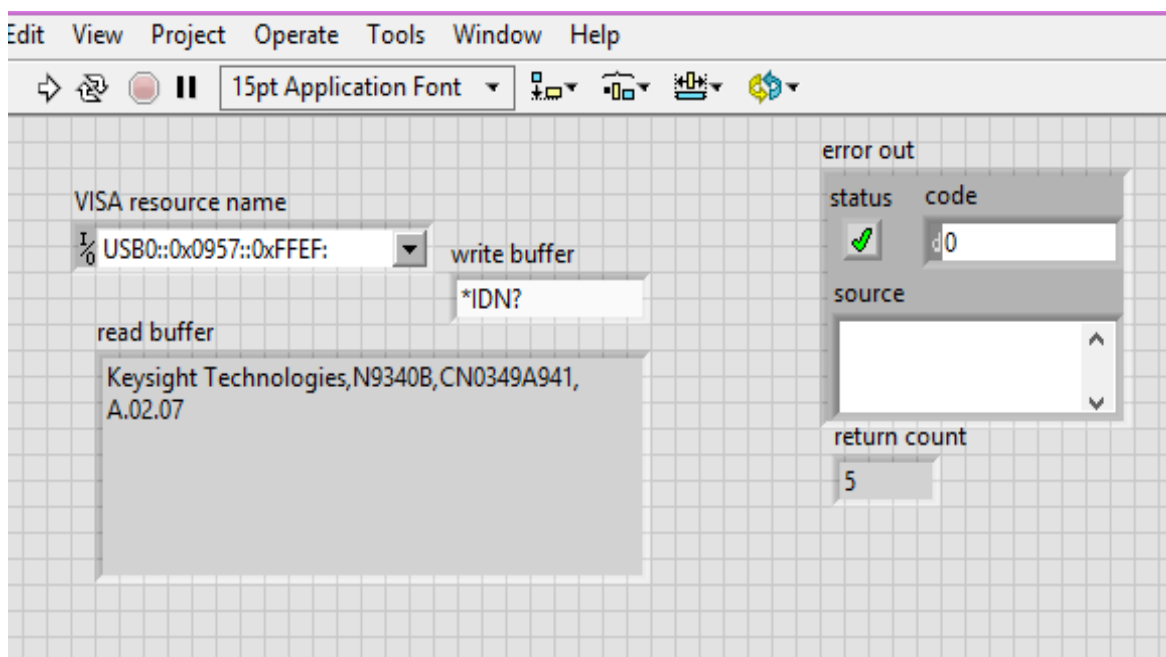 Edit View Project Operate Tools Window Help
15pt Application Font
error out
status code
VISA resource name
d 0
USB0::0x0957::0xFFEF:
write buffer
*IDN?
source
read buffer
Keysight Technologies,N9340B,CN0349A941,
A.02.07
return count
5